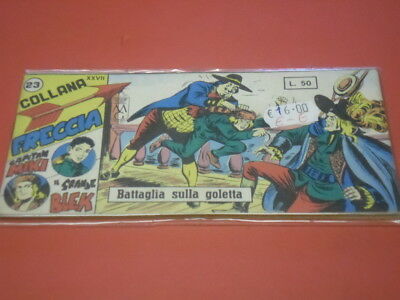 23
XXVII
COLLANA
FRECCIA
CAPITAN
MIKI
IL GRANDE
BLEK
L. 50
€ 16.00
Battaglia sulla goletta